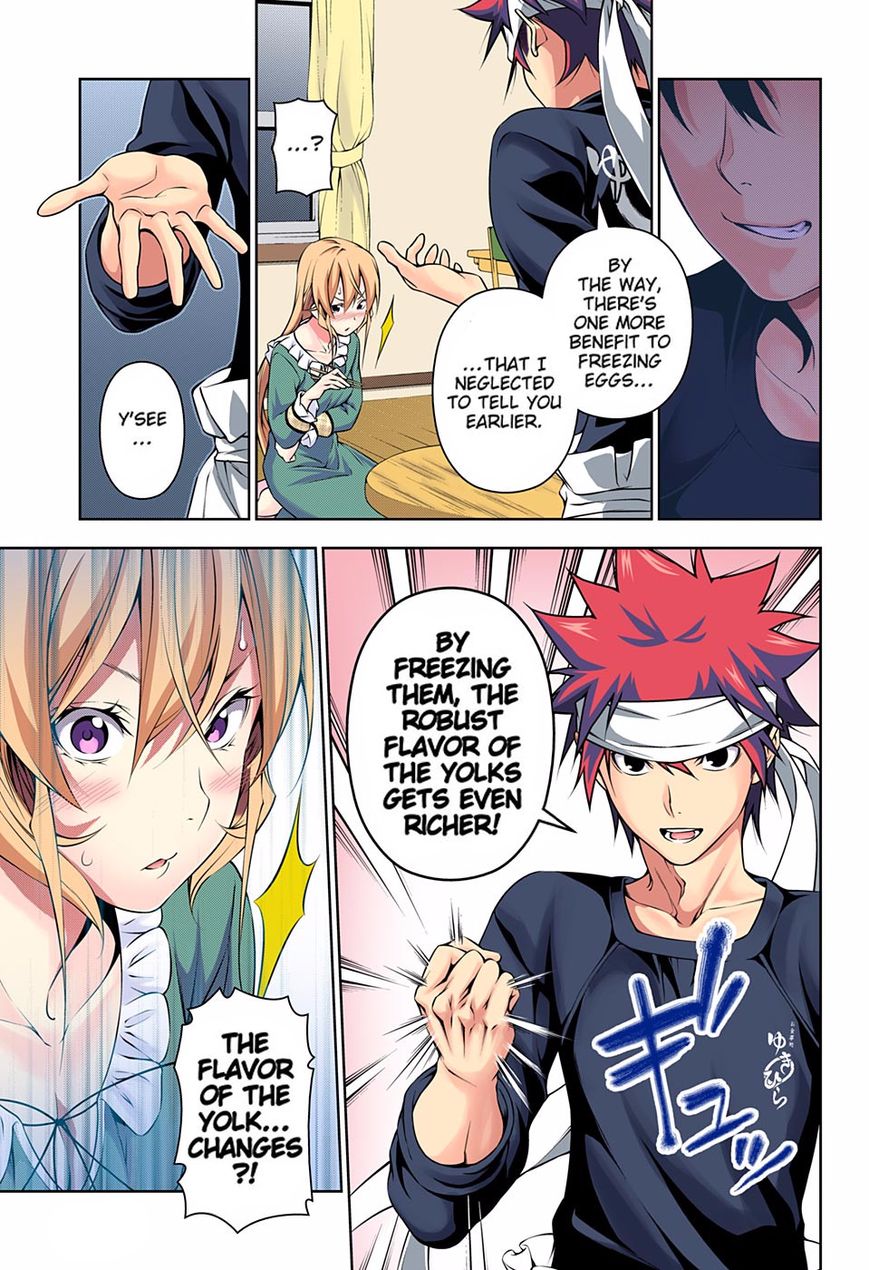 BY
THE WAY,
THERE'S
ONE MORE
BENEFIT TO
FREEZING
EGGS...
...THAT I
NEGLECTED
TO TELL YOU
EARLIER.
...?
Y'SEE
...
BY
FREEZING
THEM, THE
ROBUST
FLAVOR OF
THE YOLKS
GETS EVEN
RICHER!
ギュッ
ゆきひら
THE
FLAVOR
OF THE
YOLK...
CHANGES
?!